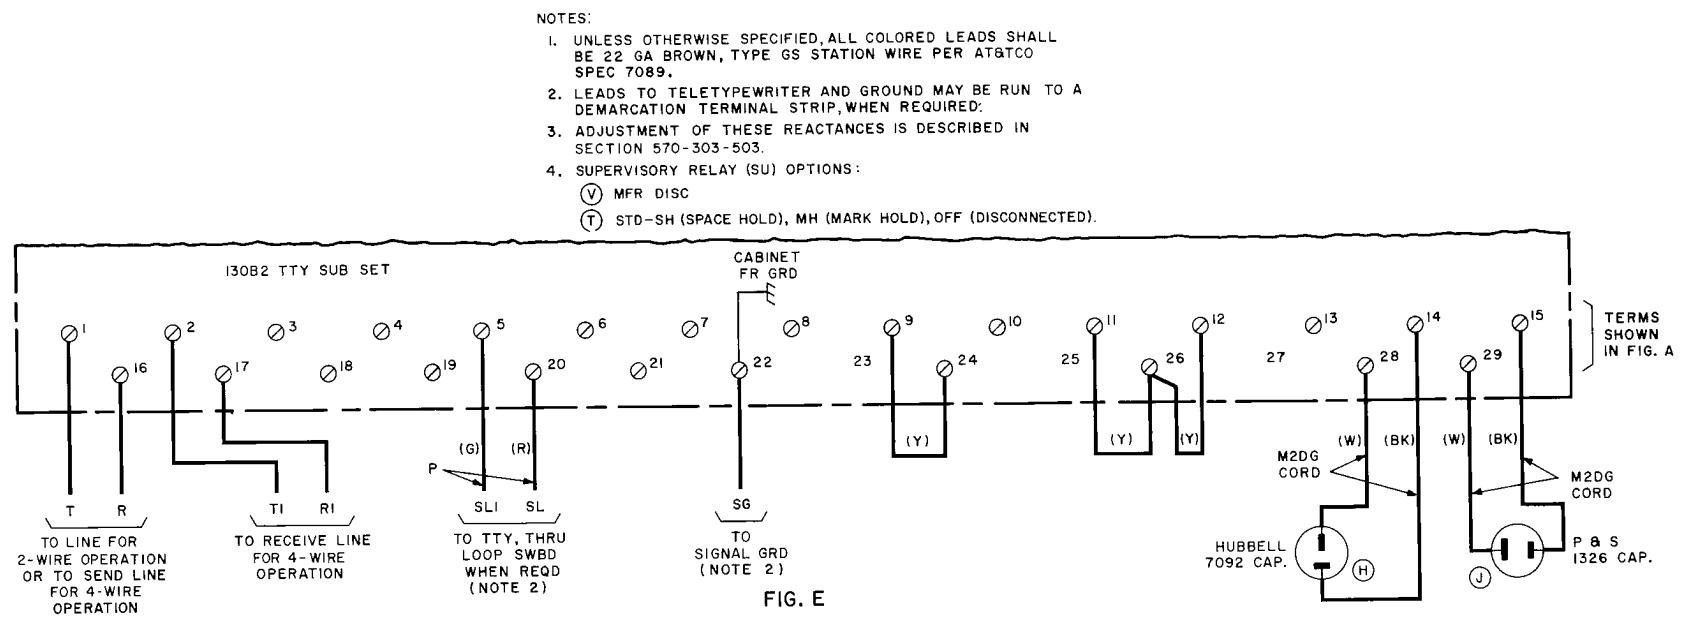 NOTES:
1. UNLESS OTHERWISE SPECIFIED, ALL COLORED LEADS SHALL
BE 22 GA BROWN, TYPE GS STATION WIRE PER AT&TCO
SPEC 7089.
2. LEADS TO TELETYPEWRITER AND GROUND MAY BE RUN TO A
DEMARCATION TERMINAL STRIP, WHEN REQUIRED.
3. ADJUSTMENT OF THESE REACTANCES IS DESCRIBED IN
SECTION 570-303-503.
4. SUPERVISORY RELAY (SU) OPTIONS:
V MFR DISC
T STD-SH (SPACE HOLD), MH (MARK HOLD), OFF (DISCONNECTED).
130B2 TTY SUB SET
CABINET
FR GRD
1 2 3 4 5 6 7 8 9 10 11 12 13 14 15
16 17 18 19 20 21 22 23 24 25 26 27 28 29
TERMS
SHOWN
IN FIG. A
(G) (R) (Y) (Y) (Y) (W) (BK) (W) (BK)
P
M2DG
CORD
M2DG
CORD
T R T1 R1 SL1 SL SG
TO LINE FOR
2-WIRE OPERATION
OR TO SEND LINE
FOR 4-WIRE
OPERATION
TO RECEIVE LINE
FOR 4-WIRE
OPERATION
TO TTY, THRU
LOOP SWBD
WHEN REQD
(NOTE 2)
TO
SIGNAL GRD
(NOTE 2)
HUBBELL
7092 CAP.
H
J
P & S
1326 CAP.
FIG. E